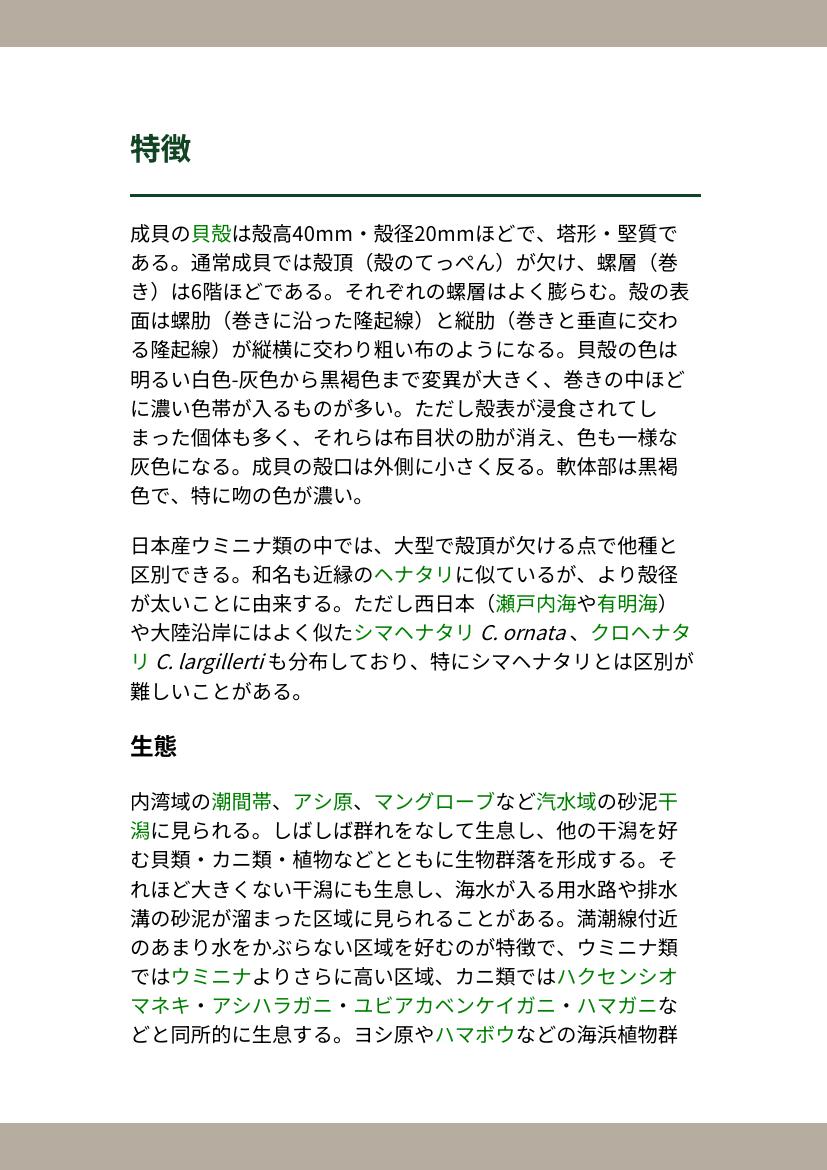 特徴
成貝の貝殻は殻高40mm・殻径20mmほどで、塔形・堅質で
ある。通常成貝では殻頂（殻のてっぺん）が欠け、螺層（巻
き）は6階ほどである。それぞれの螺層はよく膨らむ。殻の表
面は螺肋（巻きに沿った隆起線）と縦肋（巻きと垂直に交わ
る隆起線）が縦横に交わり粗い布のようになる。貝殻の色は
明るい白色-灰色から黒褐色まで変異が大きく、巻きの中ほど
に濃い色帯が入るものが多い。ただし殻表が浸食されてし
まった個体も多く、それらは布目状の肋が消え、色も一様な
灰色になる。成貝の殻口は外側に小さく反る。軟体部は黒褐
色で、特に吻の色が濃い。
日本産ウミニナ類の中では、大型で殻頂が欠ける点で他種と
区別できる。和名も近縁のヘナタリに似ているが、より殻径
が太いことに由来する。ただし西日本（瀬戸内海や有明海）
や大陸沿岸にはよく似たシマヘナタリ C. ornata 、クロヘナタ
リ C. largillerti も分布しており、特にシマヘナタリとは区別が
難しいことがある。
生態
内湾域の潮間帯、アシ原、マングローブなど汽水域の砂泥干
潟に見られる。しばしば群れをなして生息し、他の干潟を好
む貝類・カニ類・植物などとともに生物群落を形成する。そ
れほど大きくない干潟にも生息し、海水が入る用水路や排水
溝の砂泥が溜まった区域に見られることがある。満潮線付近
のあまり水をかぶらない区域を好むのが特徴で、ウミニナ類
ではウミニナよりさらに高い区域、カニ類ではハクセンシオ
マネキ・アシハラガニ・ユビアカベンケイガニ・ハマガニな
どと同所的に生息する。ヨシ原やハマボウなどの海浜植物群